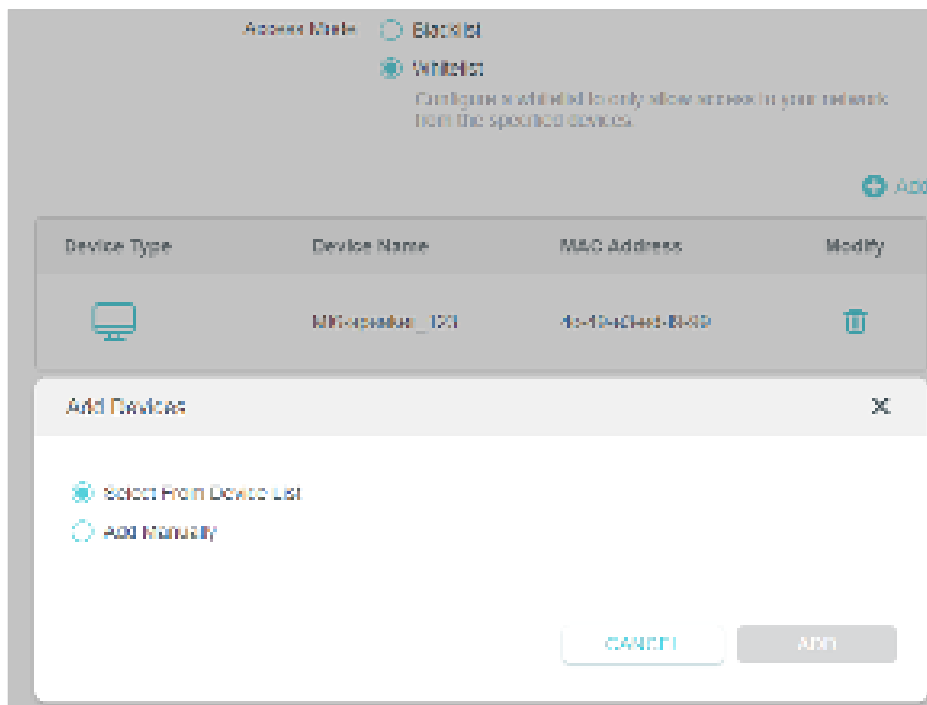 Access Mode
Blacklist
Whitelist
Configure a whitelist to only allow access to your network
from the specified devices.
Add
Device Type Device Name MAC Address Modify
Add Devices
Select From Device List
Add Manually
CANCEL ADD